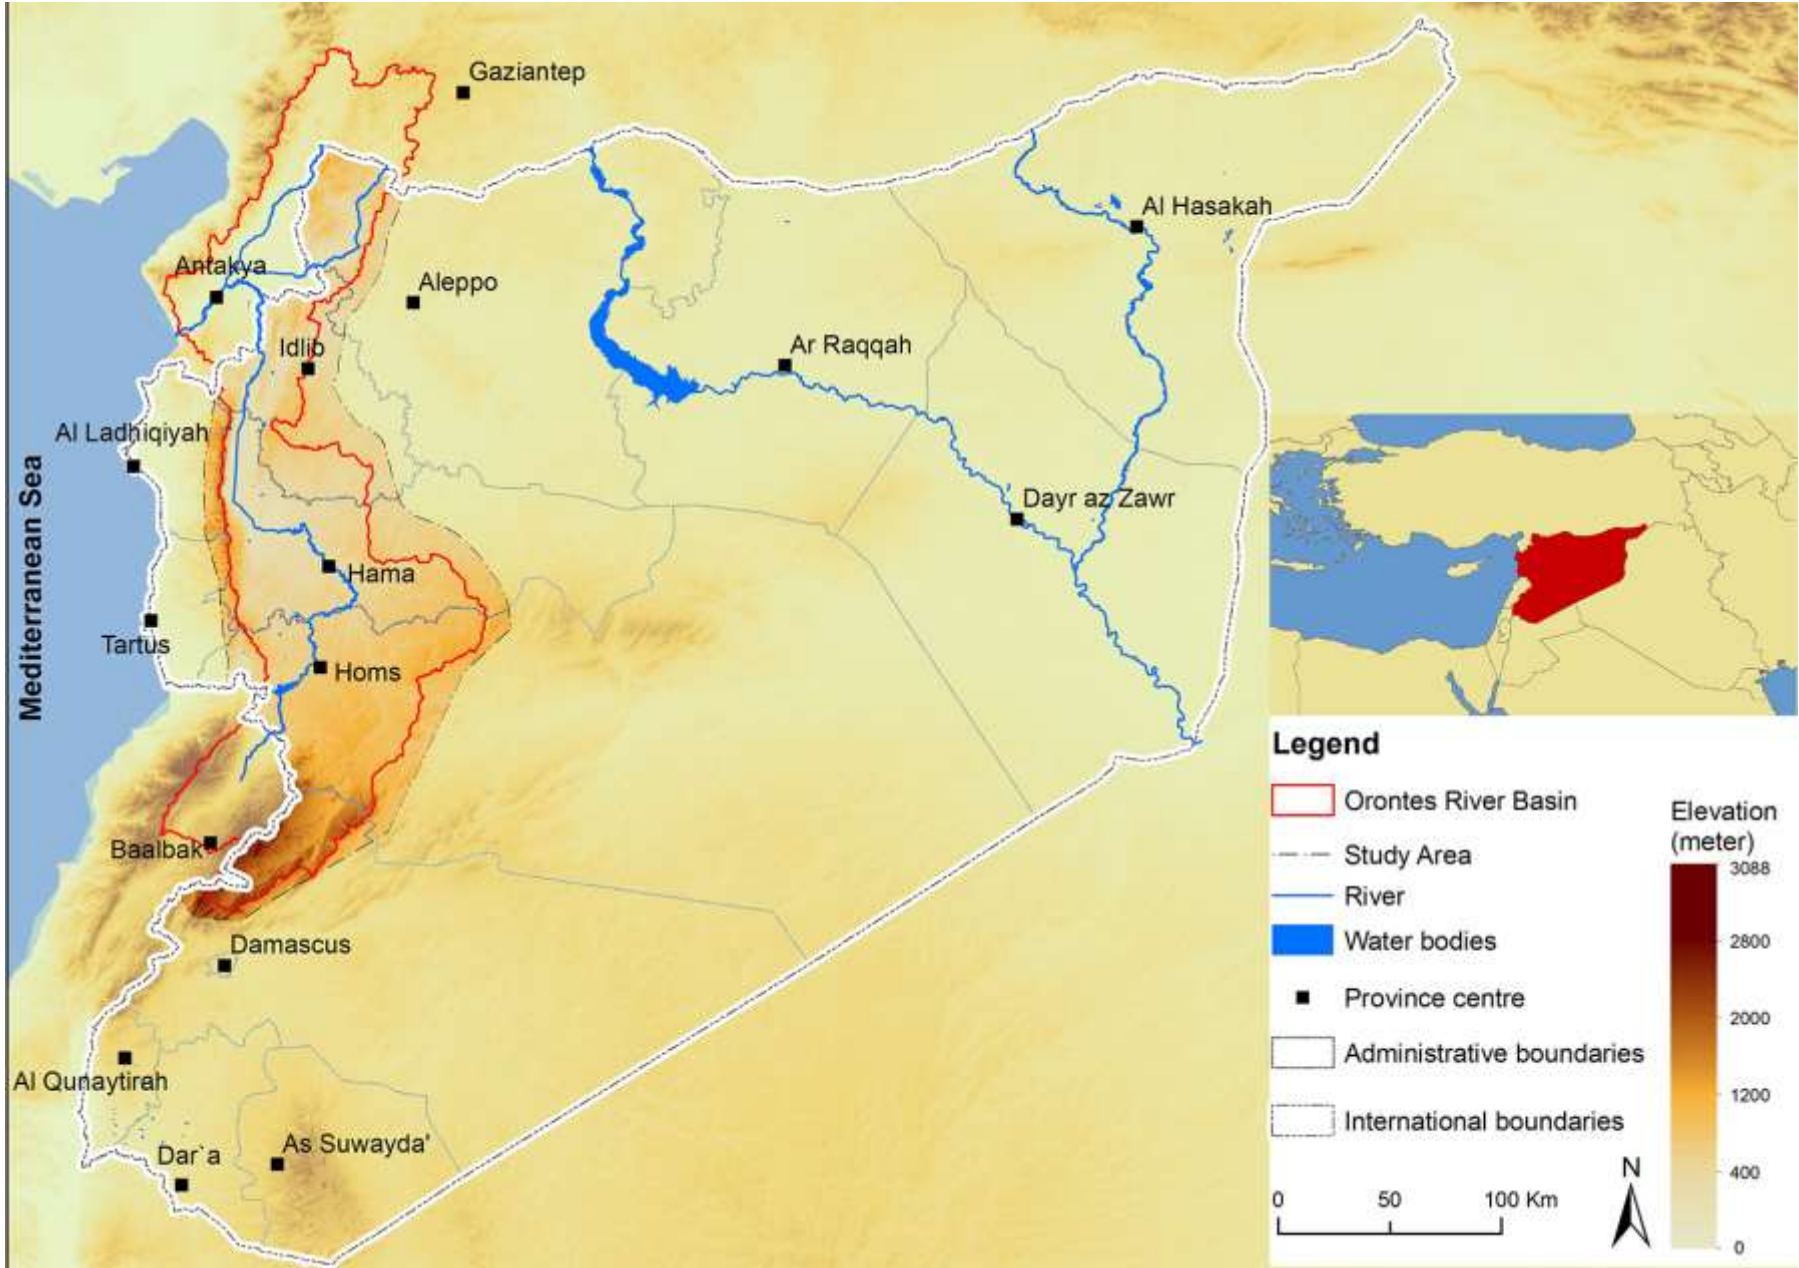 Gaziantep
Al Hasakah
Antakya
Aleppo
Idlib
Ar Raqqah
Al Ladhiqiyah
Dayr az Zawr
Mediterranean Sea
Hama
Tartus
Homs
Baalbak
Damascus
Al Qunaytirah
Dar`a
As Suwayda'
Legend
Orontes River Basin
Study Area
River
Water bodies
Province centre
Administrative boundaries
International boundaries
Elevation
(meter)
3088
2800
2000
1200
400
0
N
0 50 100 Km